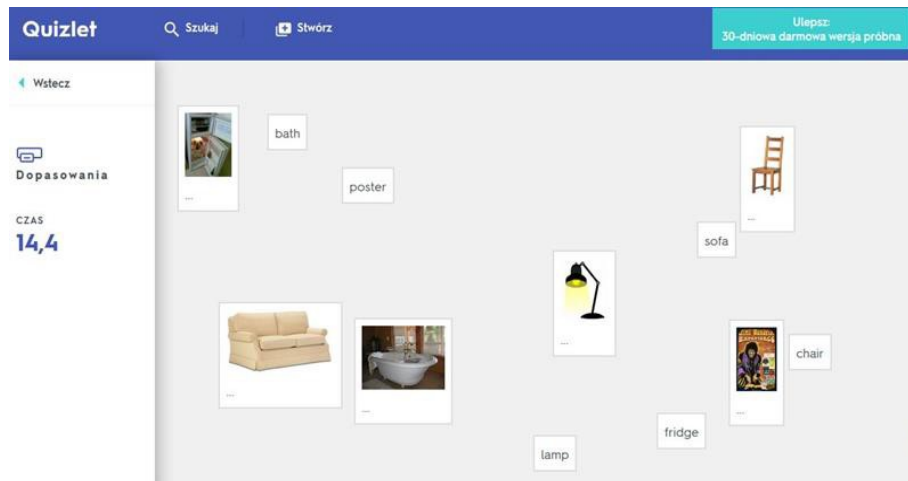 Quizlet
Szukaj
Stwórz
Ulepsz:
30-dniowa darmowa wersja próbna
Wstecz
Dopasowania
CZAS
14,4
bath
poster
...
...
sofa
...
...
...
chair
...
fridge
lamp